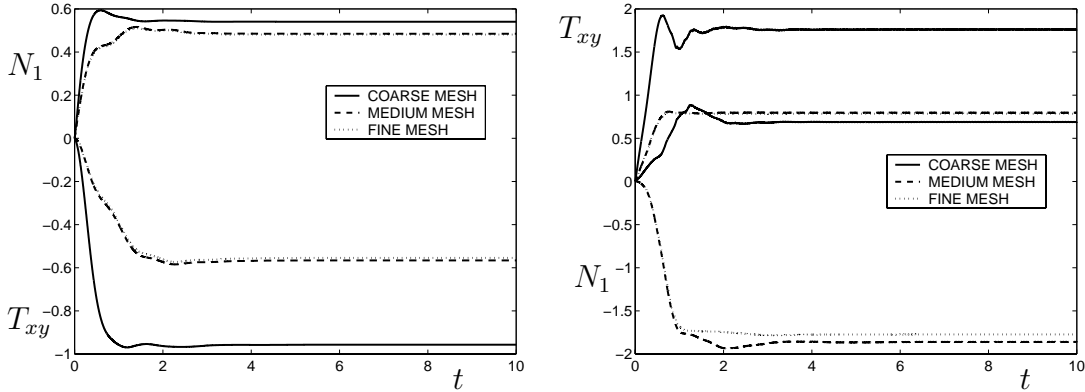 0.6
N1
0.4
0.2
0
−0.2
−0.4
−0.6
−0.8
Txy
−1
0 2 4 6 8 10
t
COARSE MESH
MEDIUM MESH
FINE MESH
2
Txy
1.5
1
0.5
0
−0.5
−1
N1
−1.5
−2
0 2 4 6 8 10
t
COARSE MESH
MEDIUM MESH
FINE MESH